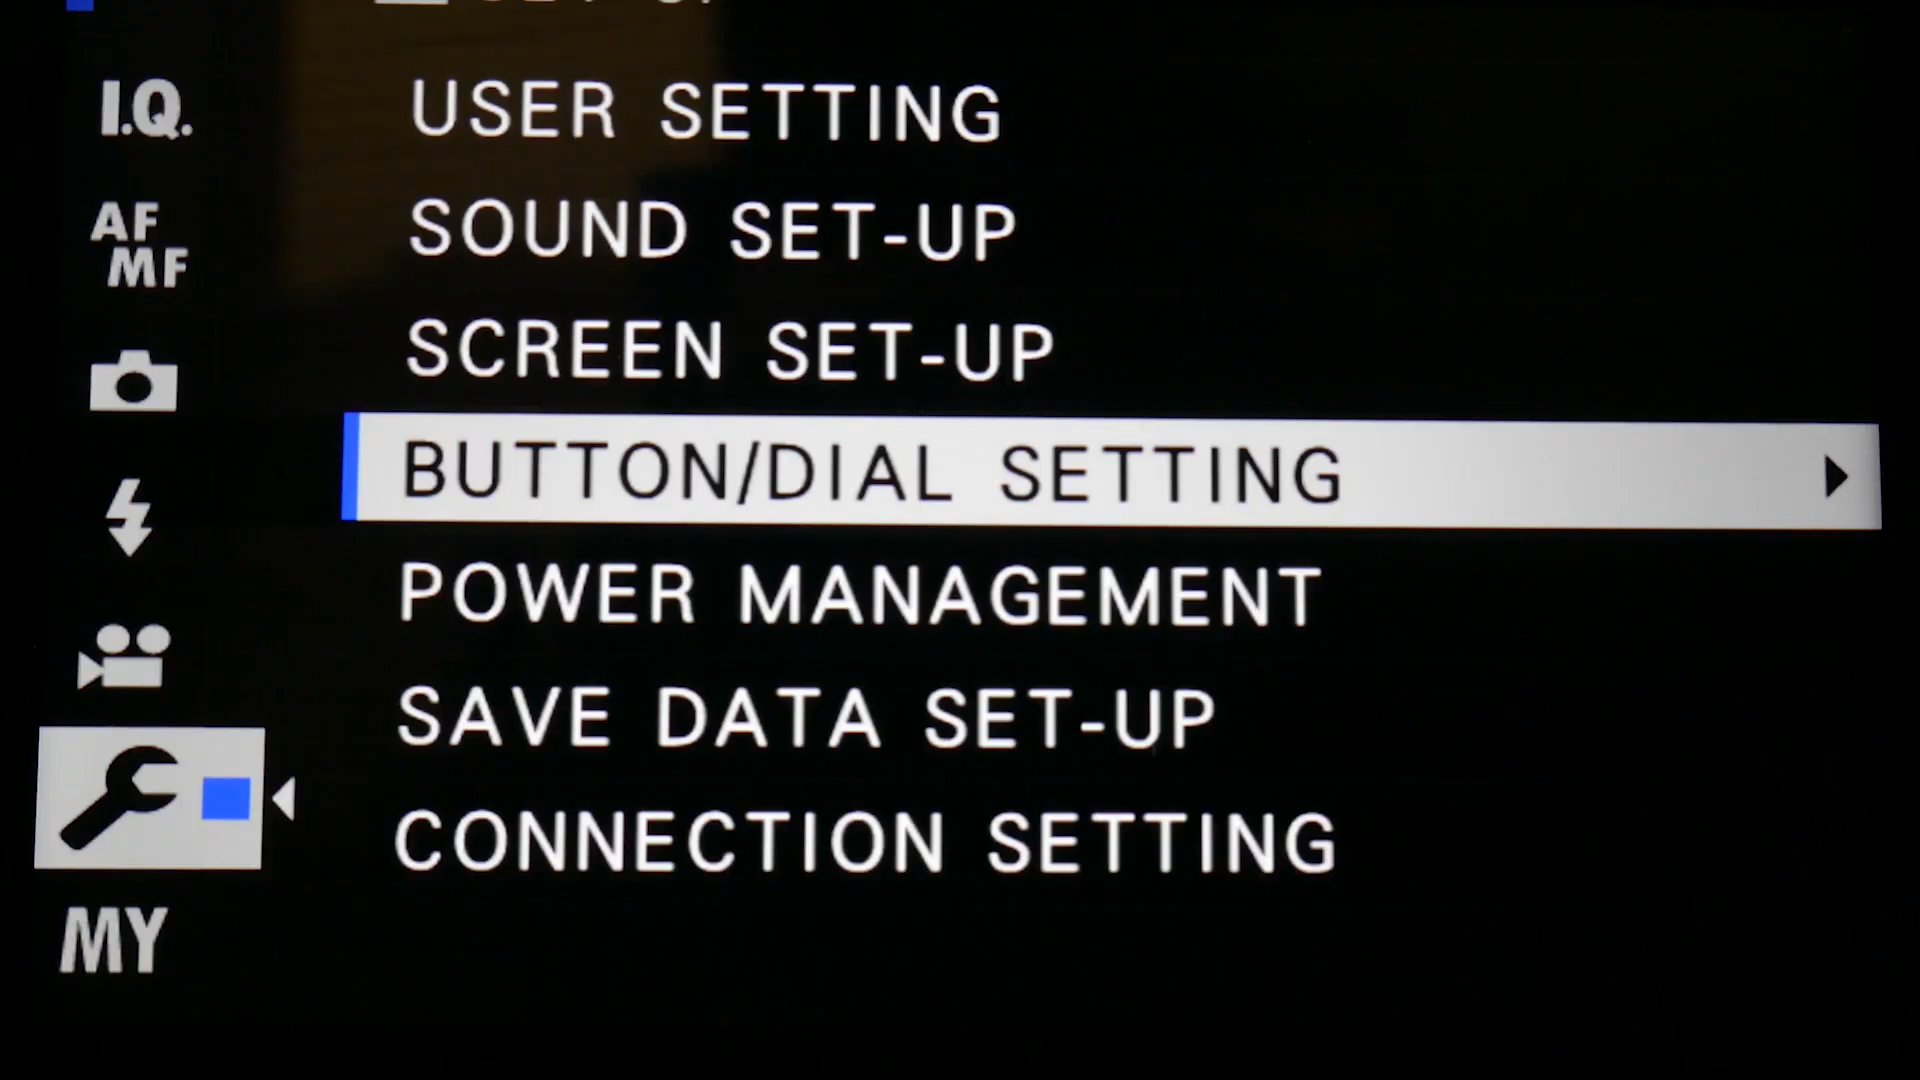 I.Q.
USER SETTING
SOUND SET-UP
AF
MF
SCREEN SET-UP
BUTTON/DIAL SETTING
POWER MANAGEMENT
SAVE DATA SET-UP
CONNECTION SETTING
MY